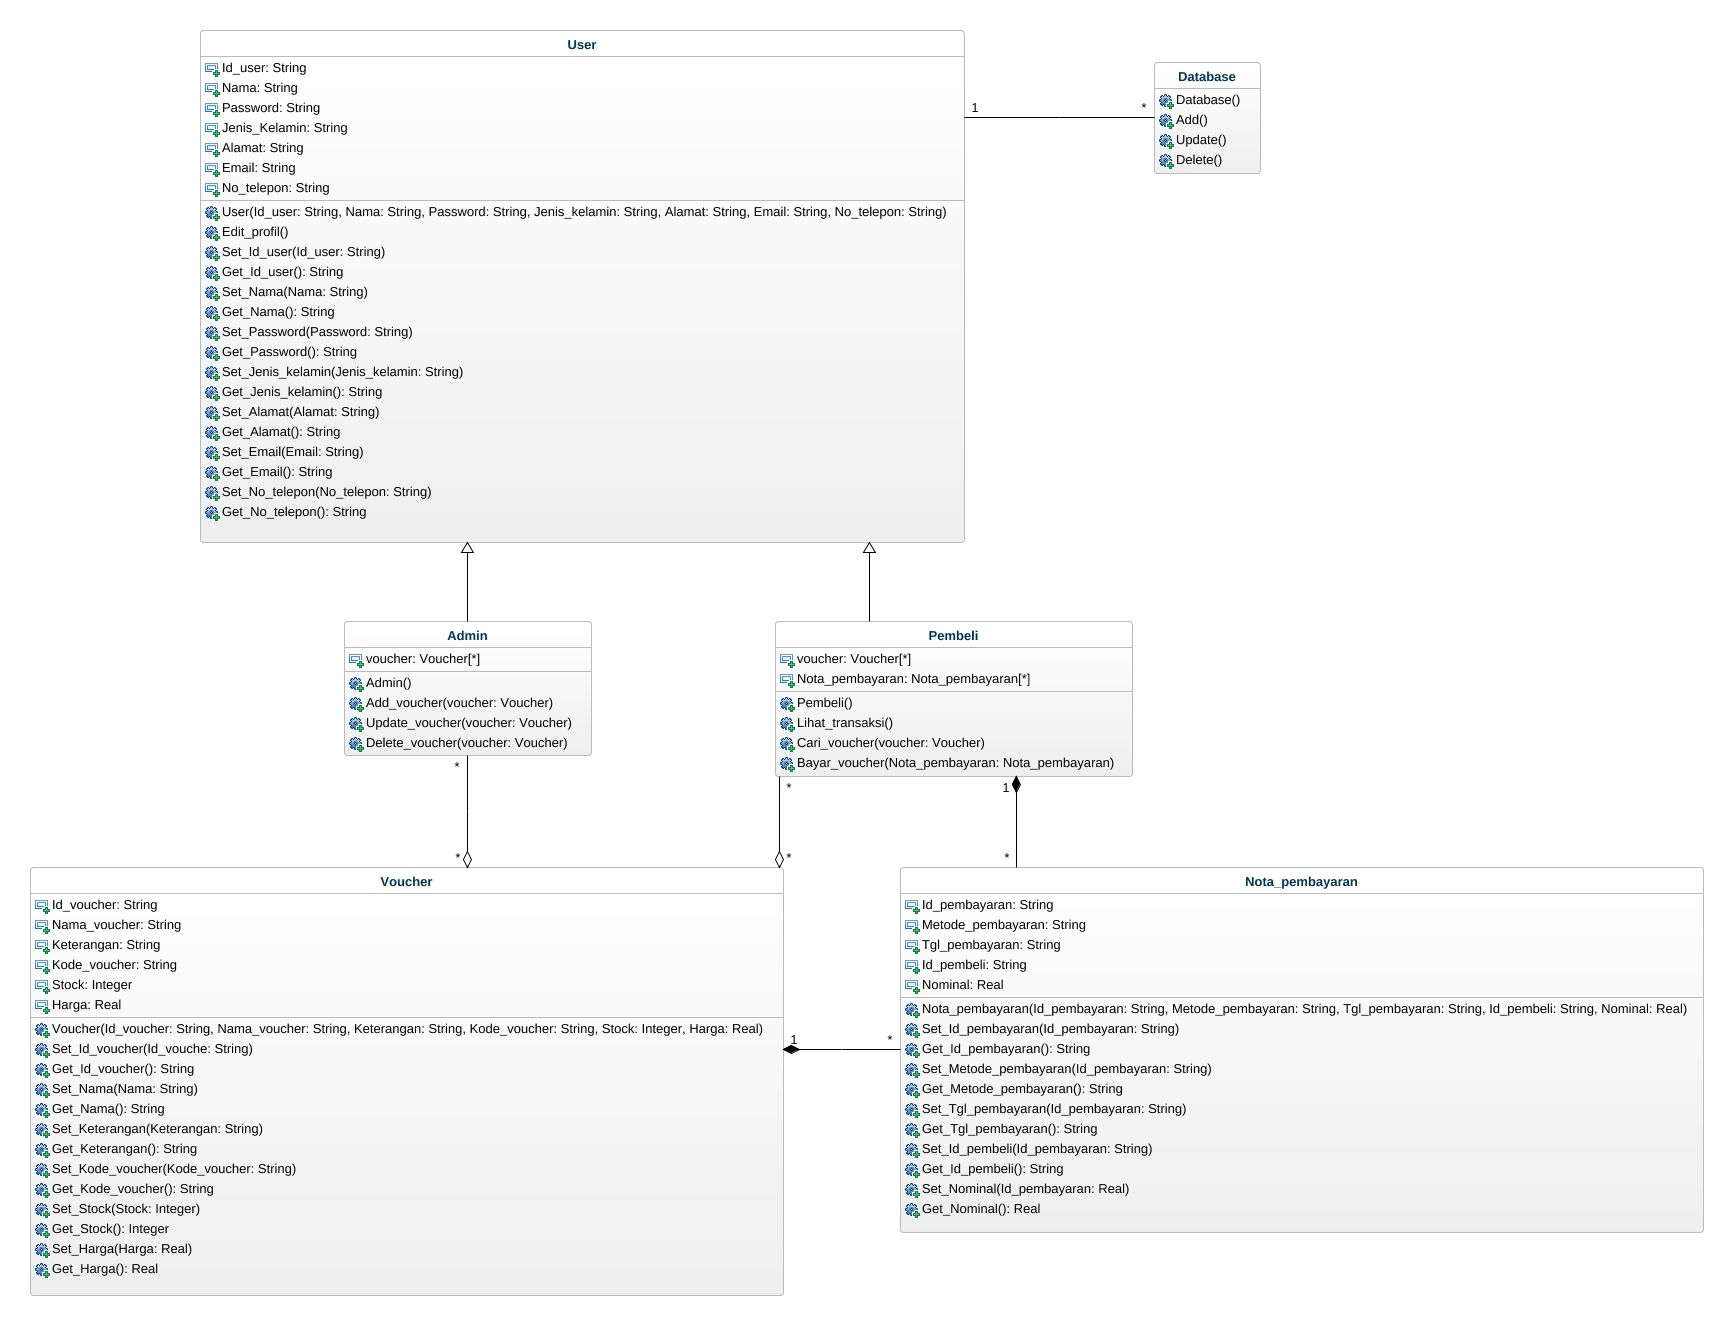 User
Id_user: String
Nama: String
Password: String
Jenis_Kelamin: String
Alamat: String
Email: String
No_telepon: String
User(Id_user: String, Nama: String, Password: String, Jenis_kelamin: String, Alamat: String, Email: String, No_telepon: String)
Edit_profil()
Set_Id_user(Id_user: String)
Get_Id_user(): String
Set_Nama(Nama: String)
Get_Nama(): String
Set_Password(Password: String)
Get_Password(): String
Set_Jenis_kelamin(Jenis_kelamin: String)
Get_Jenis_kelamin(): String
Set_Alamat(Alamat: String)
Get_Alamat(): String
Set_Email(Email: String)
Get_Email(): String
Set_No_telepon(No_telepon: String)
Get_No_telepon(): String
1
*
Database
Database()
Add()
Update()
Delete()
Admin
voucher: Voucher[*]
Admin()
Add_voucher(voucher: Voucher)
Update_voucher(voucher: Voucher)
Delete_voucher(voucher: Voucher)
*
*
Pembeli
voucher: Voucher[*]
Nota_pembayaran: Nota_pembayaran[*]
Pembeli()
Lihat_transaksi()
Cari_voucher(voucher: Voucher)
Bayar_voucher(Nota_pembayaran: Nota_pembayaran)
*
*
1
*
Voucher
Id_voucher: String
Nama_voucher: String
Keterangan: String
Kode_voucher: String
Stock: Integer
Harga: Real
Voucher(Id_voucher: String, Nama_voucher: String, Keterangan: String, Kode_voucher: String, Stock: Integer, Harga: Real)
Set_Id_voucher(Id_vouche: String)
Get_Id_voucher(): String
Set_Nama(Nama: String)
Get_Nama(): String
Set_Keterangan(Keterangan: String)
Get_Keterangan(): String
Set_Kode_voucher(Kode_voucher: String)
Get_Kode_voucher(): String
Set_Stock(Stock: Integer)
Get_Stock(): Integer
Set_Harga(Harga: Real)
Get_Harga(): Real
1
*
Nota_pembayaran
Id_pembayaran: String
Metode_pembayaran: String
Tgl_pembayaran: String
Id_pembeli: String
Nominal: Real
Nota_pembayaran(Id_pembayaran: String, Metode_pembayaran: String, Tgl_pembayaran: String, Id_pembeli: String, Nominal: Real)
Set_Id_pembayaran(Id_pembayaran: String)
Get_Id_pembayaran(): String
Set_Metode_pembayaran(Id_pembayaran: String)
Get_Metode_pembayaran(): String
Set_Tgl_pembayaran(Id_pembayaran: String)
Get_Tgl_pembayaran(): String
Set_Id_pembeli(Id_pembayaran: String)
Get_Id_pembeli(): String
Set_Nominal(Id_pembayaran: Real)
Get_Nominal(): Real